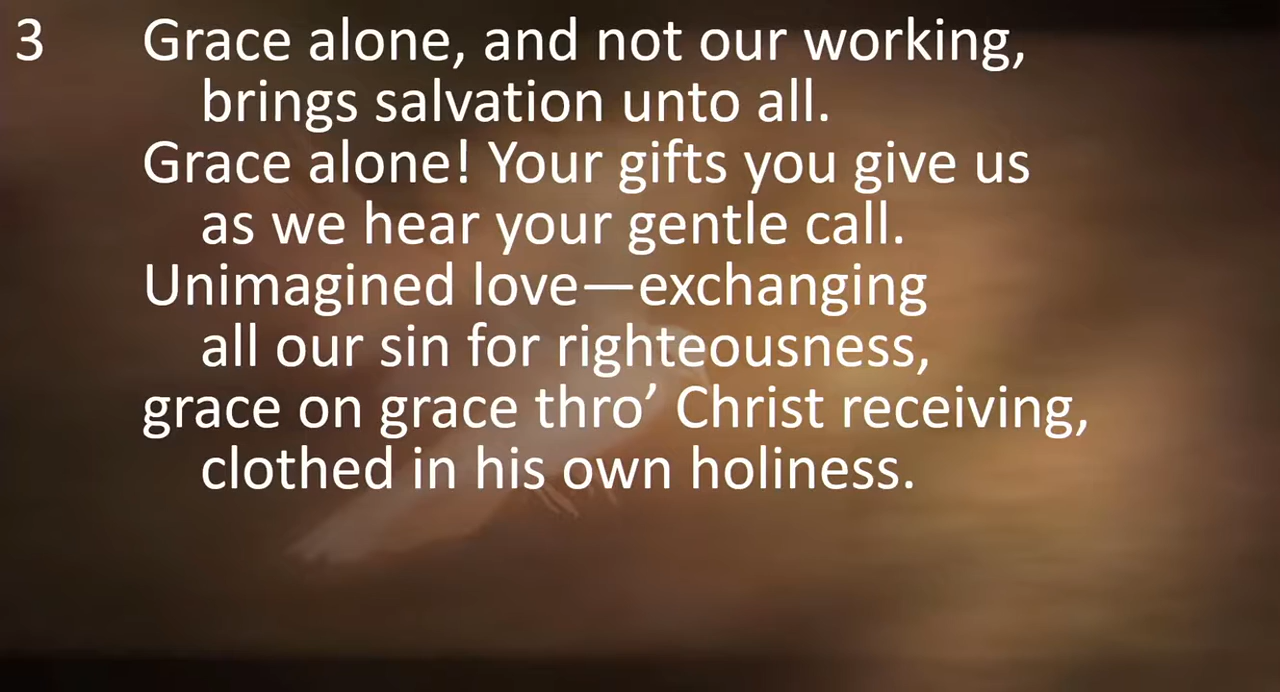 3 Grace alone, and not our working,
brings salvation unto all.
Grace alone! Your gifts you give us
as we hear your gentle call.
Unimagined love—exchanging
all our sin for righteousness,
grace on grace thro’ Christ receiving,
clothed in his own holiness.